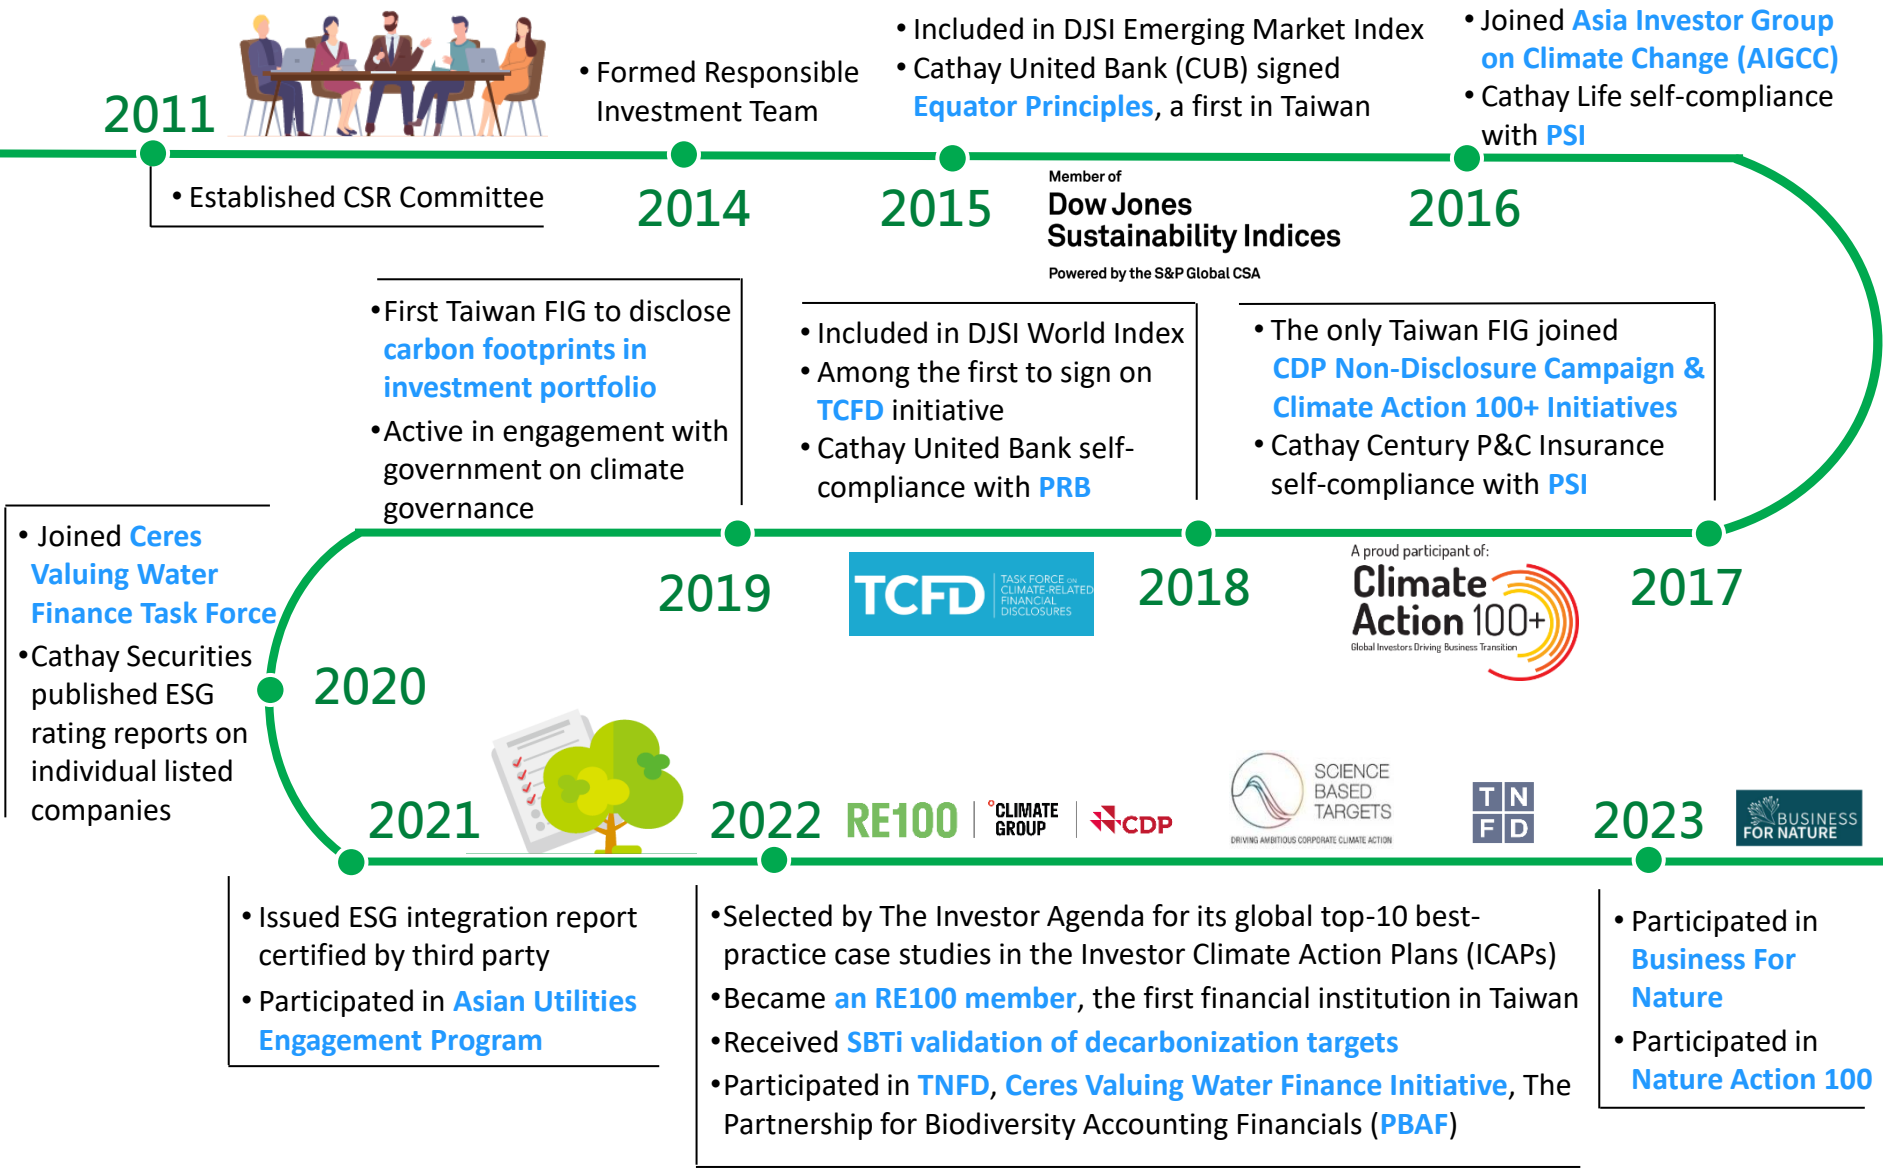 2011
• Established CSR Committee
• Formed Responsible
Investment Team
2014
• Included in DJSI Emerging Market Index
• Cathay United Bank (CUB) signed
Equator Principles, a first in Taiwan
2015
Member of
Dow Jones
Sustainability Indices
Powered by the S&P Global CSA
• Joined Asia Investor Group
on Climate Change (AIGCC)
• Cathay Life self-compliance
with PSI
2016
• The only Taiwan FIG joined
CDP Non-Disclosure Campaign &
Climate Action 100+ Initiatives
• Cathay Century P&C Insurance
self-compliance with PSI
2017
A proud participant of:
Climate
Action 100+
Global Investors Driving Business Transition
• Included in DJSI World Index
• Among the first to sign on
TCFD initiative
• Cathay United Bank self-
compliance with PRB
2018
TCFD
TASK FORCE ON
CLIMATE-RELATED
FINANCIAL
DISCLOSURES
• First Taiwan FIG to disclose
carbon footprints in
investment portfolio
• Active in engagement with
government on climate
governance
2019
• Joined Ceres
Valuing Water
Finance Task Force
• Cathay Securities
published ESG
rating reports on
individual listed
companies
2020
2021
• Issued ESG integration report
certified by third party
• Participated in Asian Utilities
Engagement Program
2022
RE100
°CLIMATE
GROUP
CDP
SCIENCE
BASED
TARGETS
DRIVING AMBITIOUS CORPORATE CLIMATE ACTION
T N
F D
• Selected by The Investor Agenda for its global top-10 best-
practice case studies in the Investor Climate Action Plans (ICAPs)
• Became an RE100 member, the first financial institution in Taiwan
• Received SBTi validation of decarbonization targets
• Participated in TNFD, Ceres Valuing Water Finance Initiative, The
Partnership for Biodiversity Accounting Financials (PBAF)
2023
BUSINESS
FOR NATURE
• Participated in
Business For
Nature
• Participated in
Nature Action 100